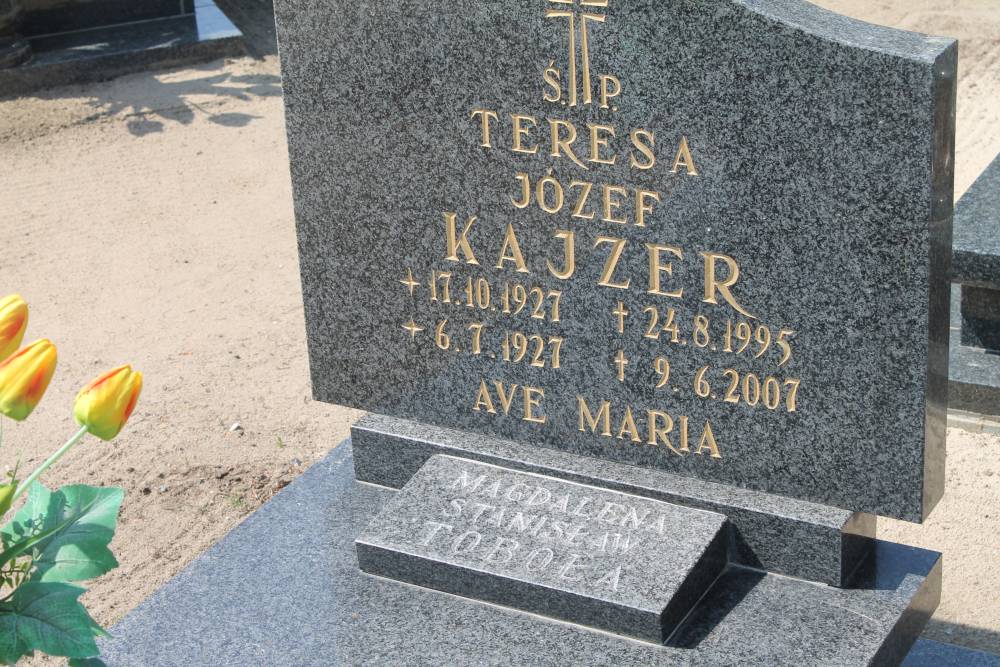 Ś. P.
TERESA
JÓZEF
KAJZER
17.10.1927 † 24.8.1995
6.7.1927 † 9.6.2007
AVE MARIA
MAGDALENA
STANISŁAW
TOBOŁA